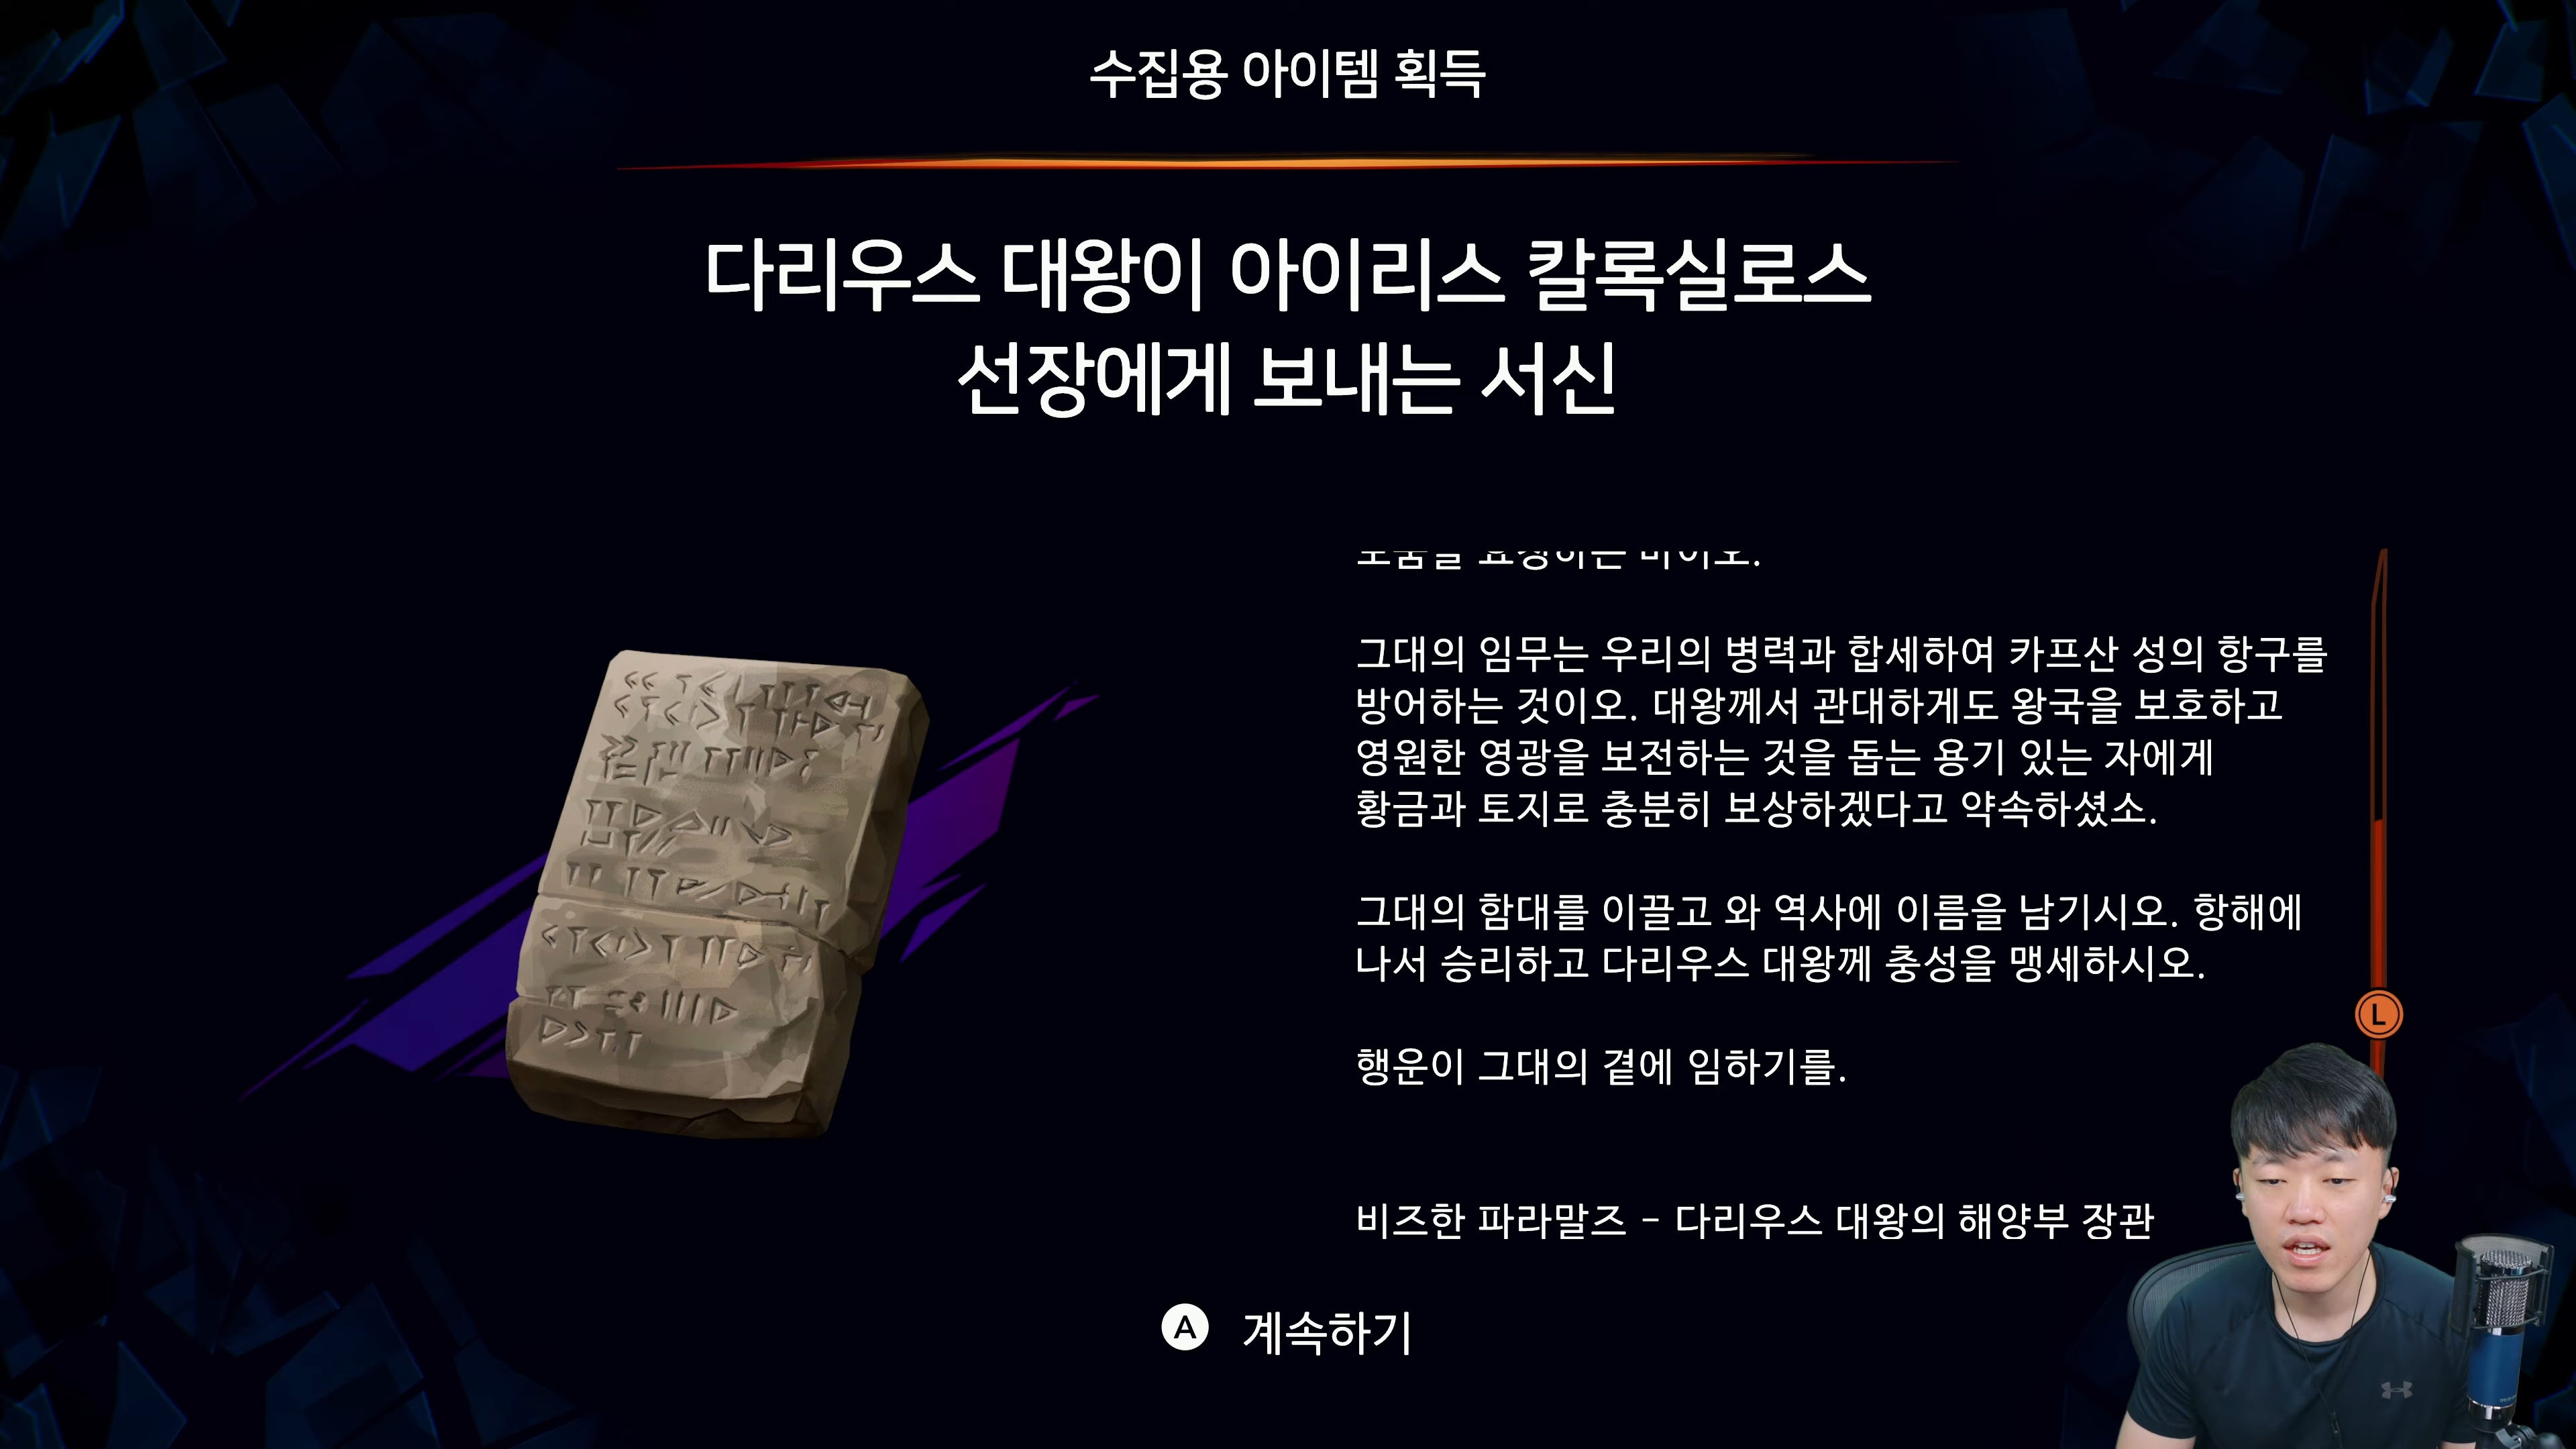 수집용 아이템 획득
다리우스 대왕이 아이리스 칼록실로스
선장에게 보내는 서신
그대의 임무는 우리의 병력과 합세하여 카프산 성의 항구를
방어하는 것이오. 대왕께서 관대하게도 왕국을 보호하고
영원한 영광을 보전하는 것을 돕는 용기 있는 자에게
황금과 토지로 충분히 보상하겠다고 약속하셨소.
그대의 함대를 이끌고 와 역사에 이름을 남기시오. 항해에
나서 승리하고 다리우스 대왕께 충성을 맹세하시오.
L
행운이 그대의 곁에 임하기를.
비즈한 파라말즈 - 다리우스 대왕의 해양부 장관
A 계속하기